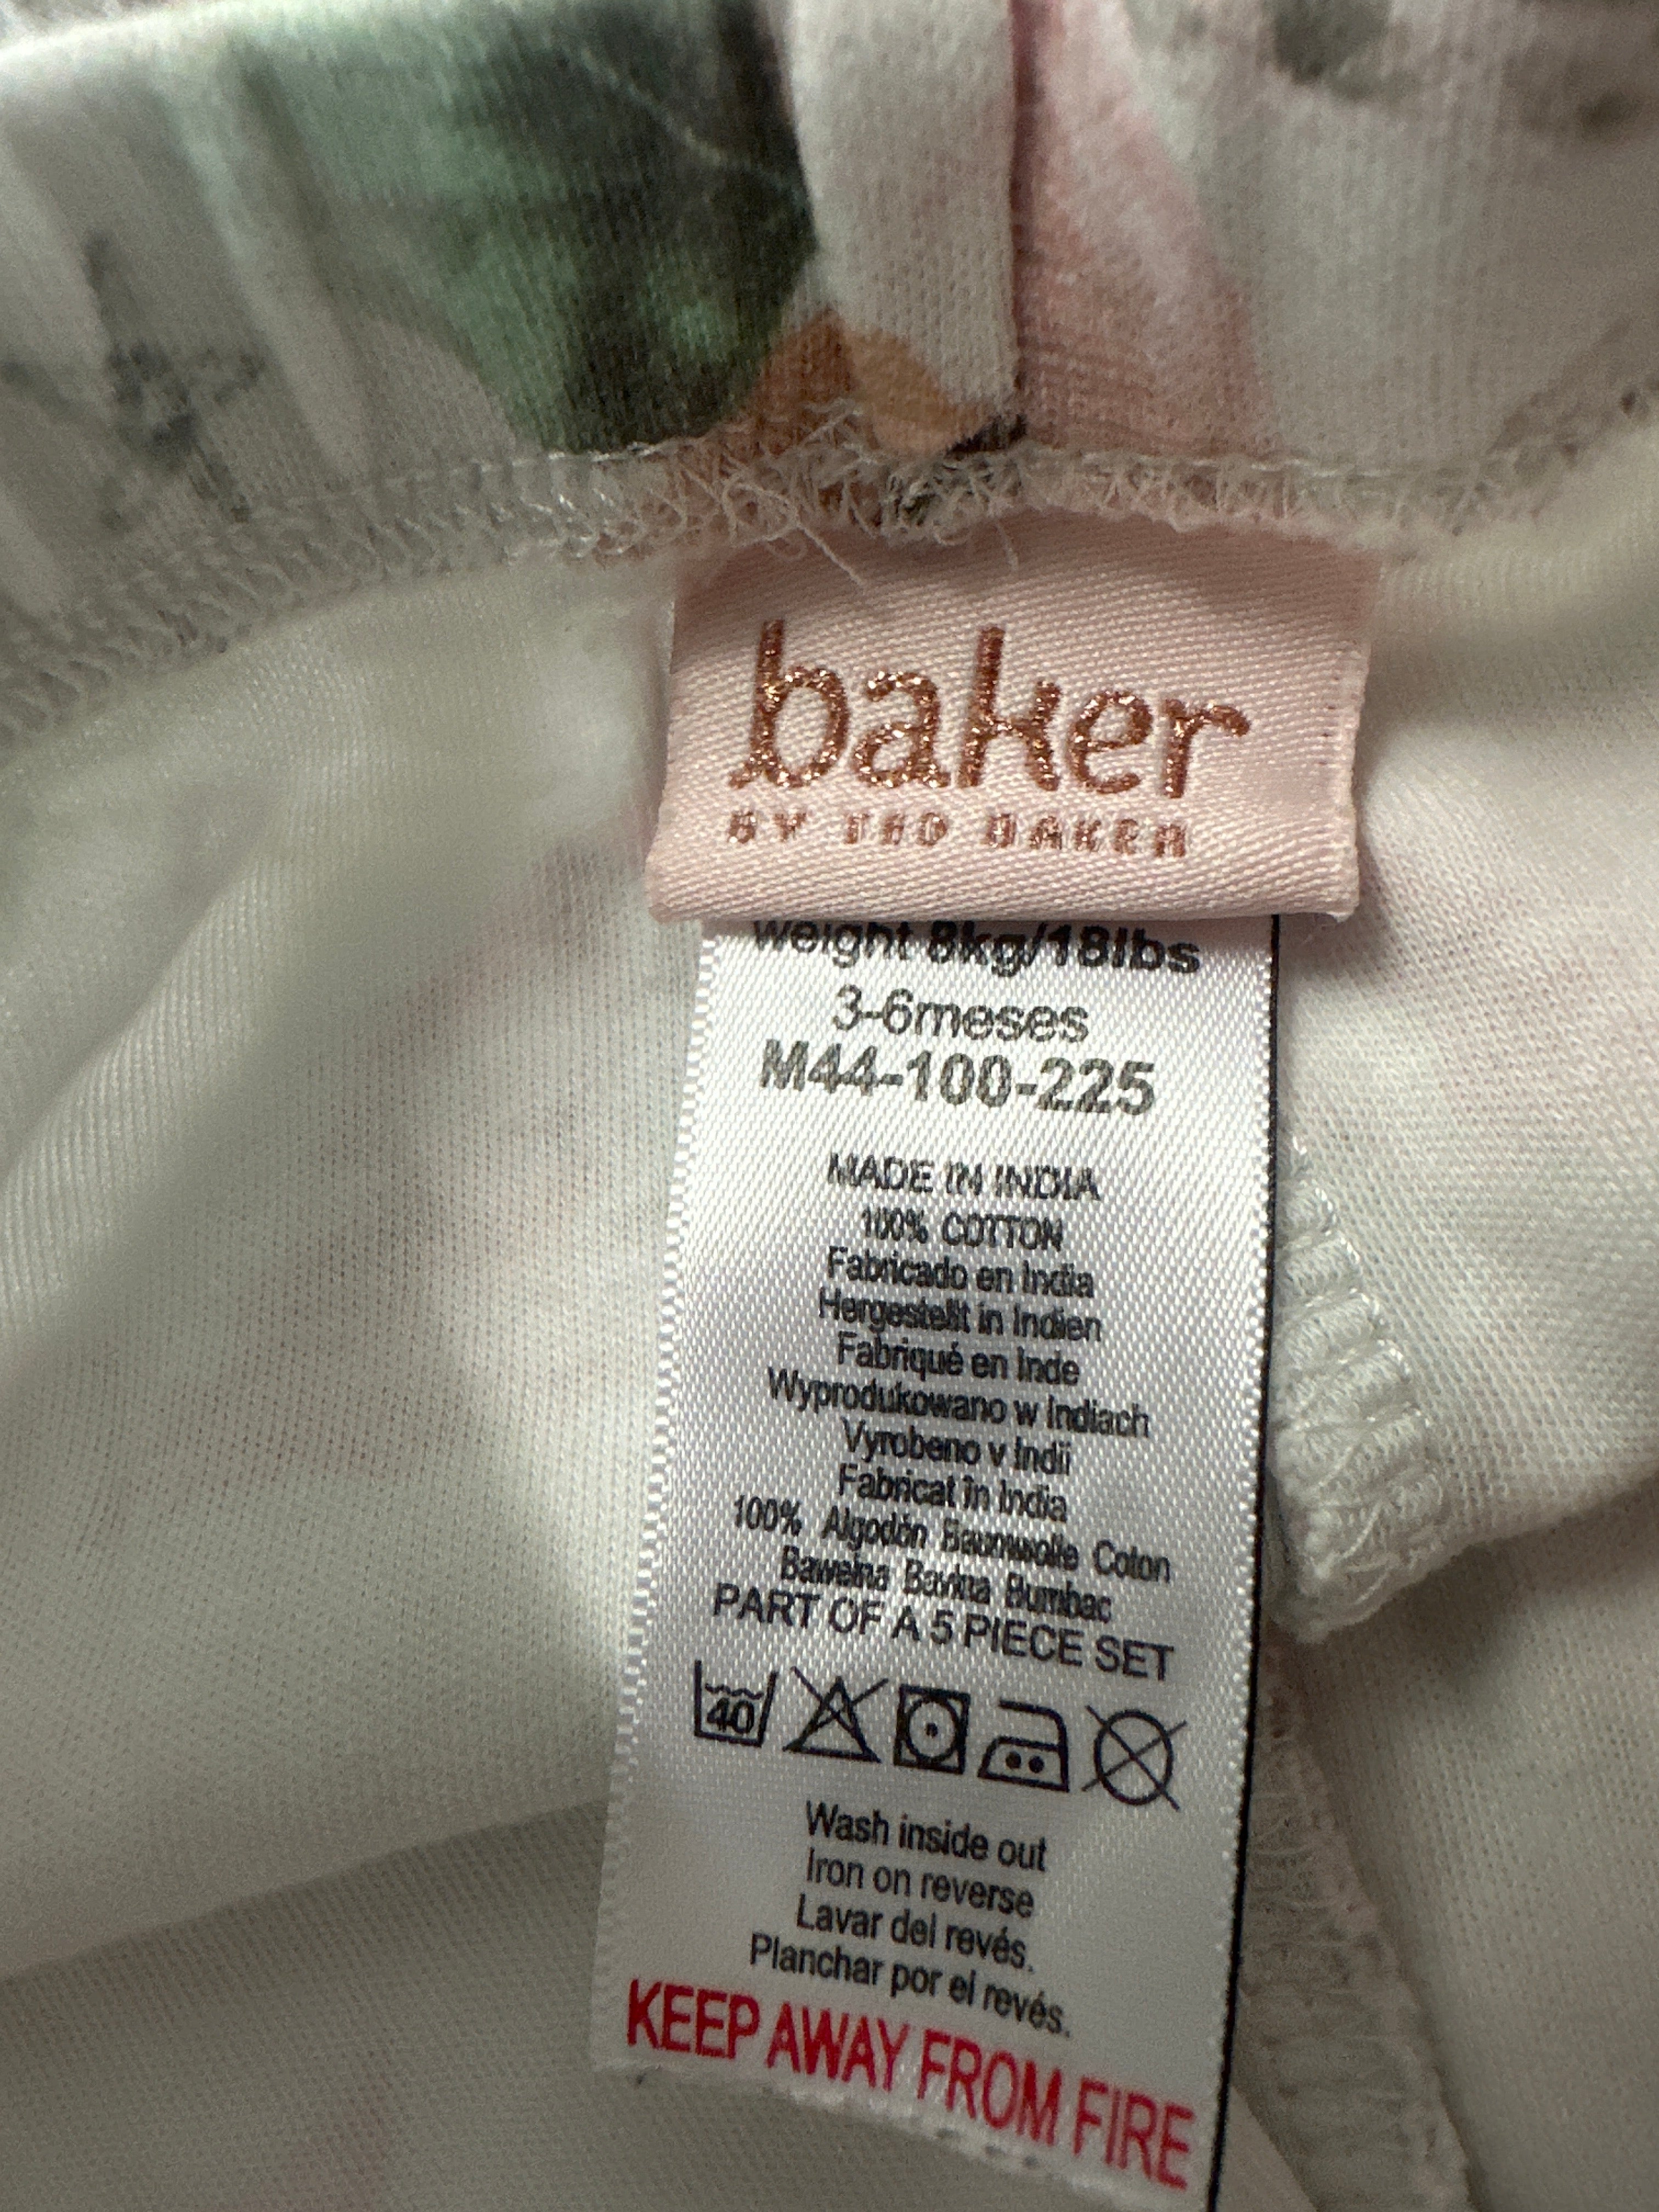 baker
BY TED BAKER
weight 8kg/18lbs
3-6meses
M44-100-225
MADE IN INDIA
100% COTTON
Fabricado en India
Hergestellt in Indien
Fabriqué en Inde
Wyprodukowano w Indiach
Vyrobeno v Indii
Fabricat în India
100% Algodón Baumwolle Coton
Bawełna Bavlna Bumbac
PART OF A 5 PIECE SET
40
Wash inside out
Iron on reverse
Lavar del revés.
Planchar por el revés.
KEEP AWAY FROM FIRE